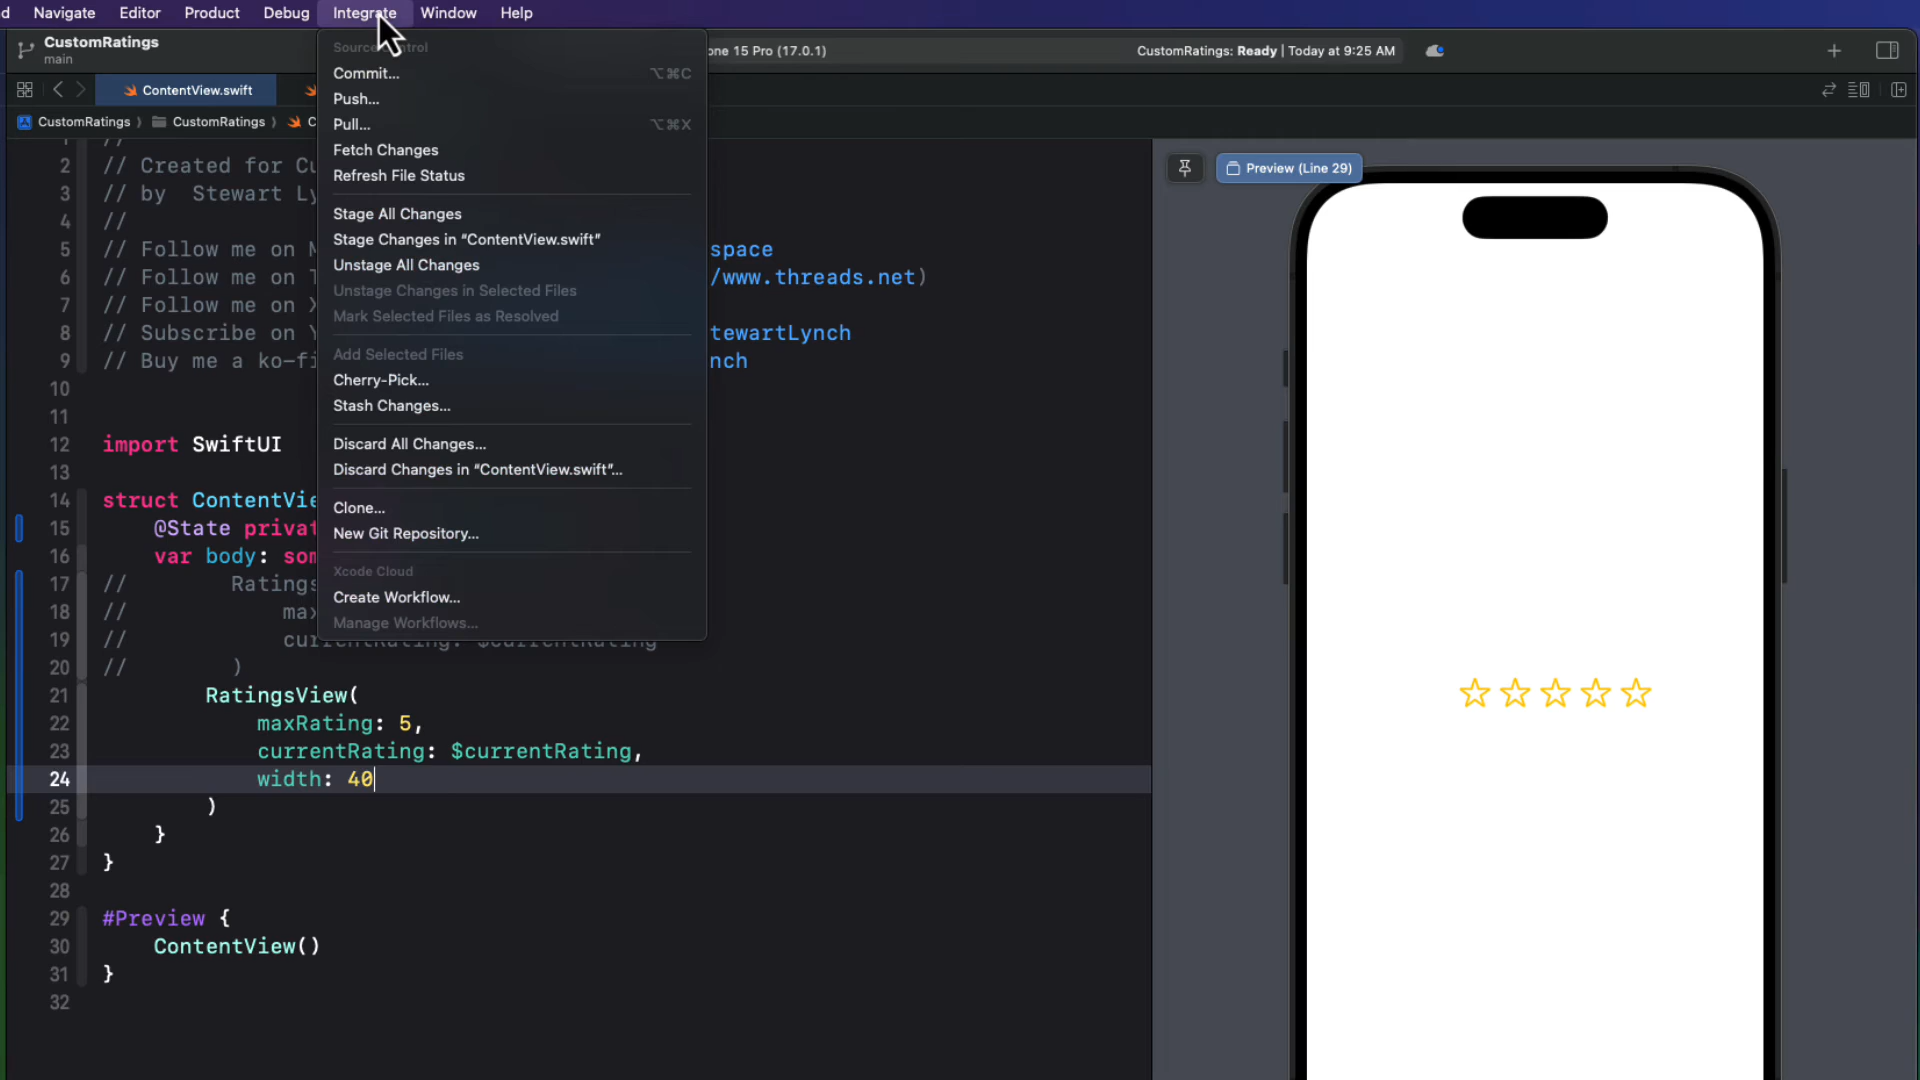 d Navigate Editor Product Debug Integrate Window Help
CustomRatings
main
one 15 Pro (17.0.1)
CustomRatings: Ready | Today at 9:25 AM
ContentView.swift
CustomRatings
CustomRatings
C
Commit... ⌥⌘C
Push...
Pull... ⌥⌘X
Fetch Changes
Refresh File Status
Stage All Changes
Stage Changes in “ContentView.swift”
Unstage All Changes
Unstage Changes in Selected Files
Mark Selected Files as Resolved
Add Selected Files
Cherry-Pick...
Stash Changes...
Discard All Changes...
Discard Changes in “ContentView.swift”...
Clone...
New Git Repository...
Xcode Cloud
Create Workflow...
Manage Workflows...
2 // Created for Cu
3 // by Stewart Ly
4 //
5 // Follow me on M space
6 // Follow me on T /www.threads.net)
7 // Follow me on X
8 // Subscribe on Y tewartLynch
9 // Buy me a ko-fi nch
10
11
12 import SwiftUI
13
14 struct ContentVie
15 @State privat
16 var body: som
17 // Ratings
18 // max
19 // currentRating: $currentRating
20 // )
21 RatingsView(
22 maxRating: 5,
23 currentRating: $currentRating,
24 width: 40
25 )
26 }
27 }
28
29 #Preview {
30 ContentView()
31 }
32
Preview (Line 29)